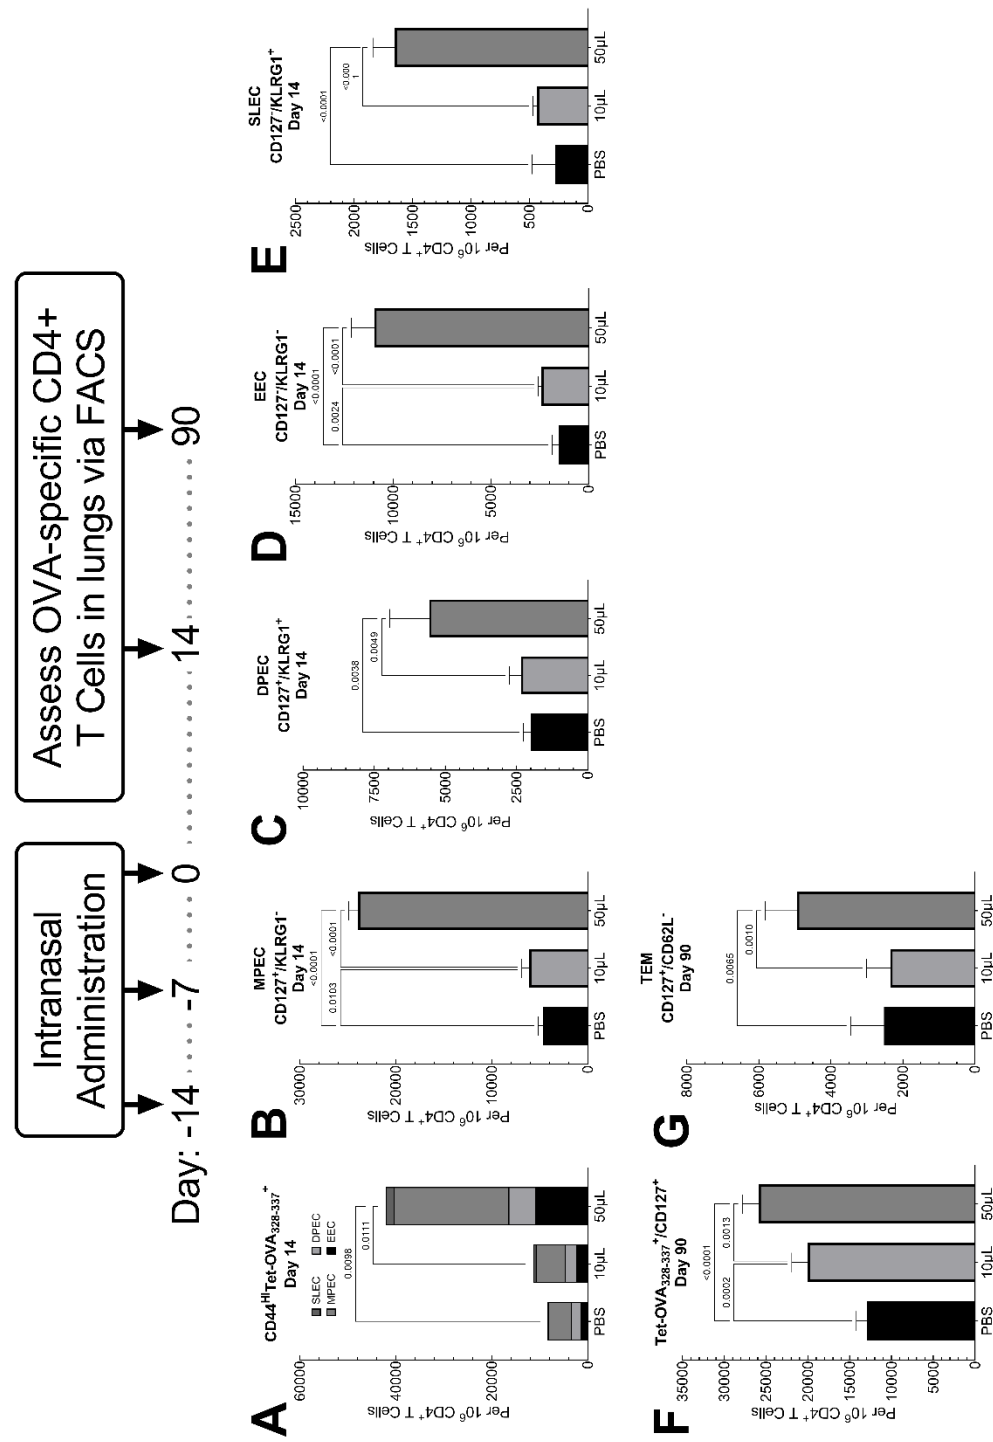 Intranasal
Administration
Assess OVA-specific CD4+
T Cells in lungs via FACS
Day: -14 -7 0 14 90
A
CD44ᴴᴵTet-OVA₃₂₈₋₃₃₇⁺
Day 14
SLEC
DPEC
MPEC
EEC
0.0098
0.0111
Per 10⁶ CD4⁺ T Cells
60000
40000
20000
0
PBS
10µL
50µL
B
MPEC
CD127⁺/KLRG1⁻
Day 14
<0.0001
0.0103
<0.0001
Per 10⁶ CD4⁺ T Cells
30000
20000
10000
0
PBS
10µL
50µL
C
DPEC
CD127⁺/KLRG1⁺
Day 14
0.0038
0.0049
Per 10⁶ CD4⁺ T Cells
10000
7500
5000
2500
0
PBS
10µL
50µL
D
EEC
CD127⁻/KLRG1⁻
Day 14
<0.0001
0.0024
<0.0001
Per 10⁶ CD4⁺ T Cells
15000
10000
5000
0
PBS
10µL
50µL
E
SLEC
CD127⁻/KLRG1⁺
Day 14
<0.0001
<0.000
1
Per 10⁶ CD4⁺ T Cells
2500
2000
1500
1000
500
0
PBS
10µL
50µL
F
Tet-OVA₃₂₈₋₃₃₇⁺/CD127⁺
Day 90
<0.0001
0.0002
0.0013
Per 10⁶ CD4⁺ T Cells
35000
30000
25000
20000
15000
10000
5000
0
PBS
10µL
50µL
G
TEM
CD127⁺/CD62L⁻
Day 90
0.0065
0.0010
Per 10⁶ CD4⁺ T Cells
8000
6000
4000
2000
0
PBS
10µL
50µL